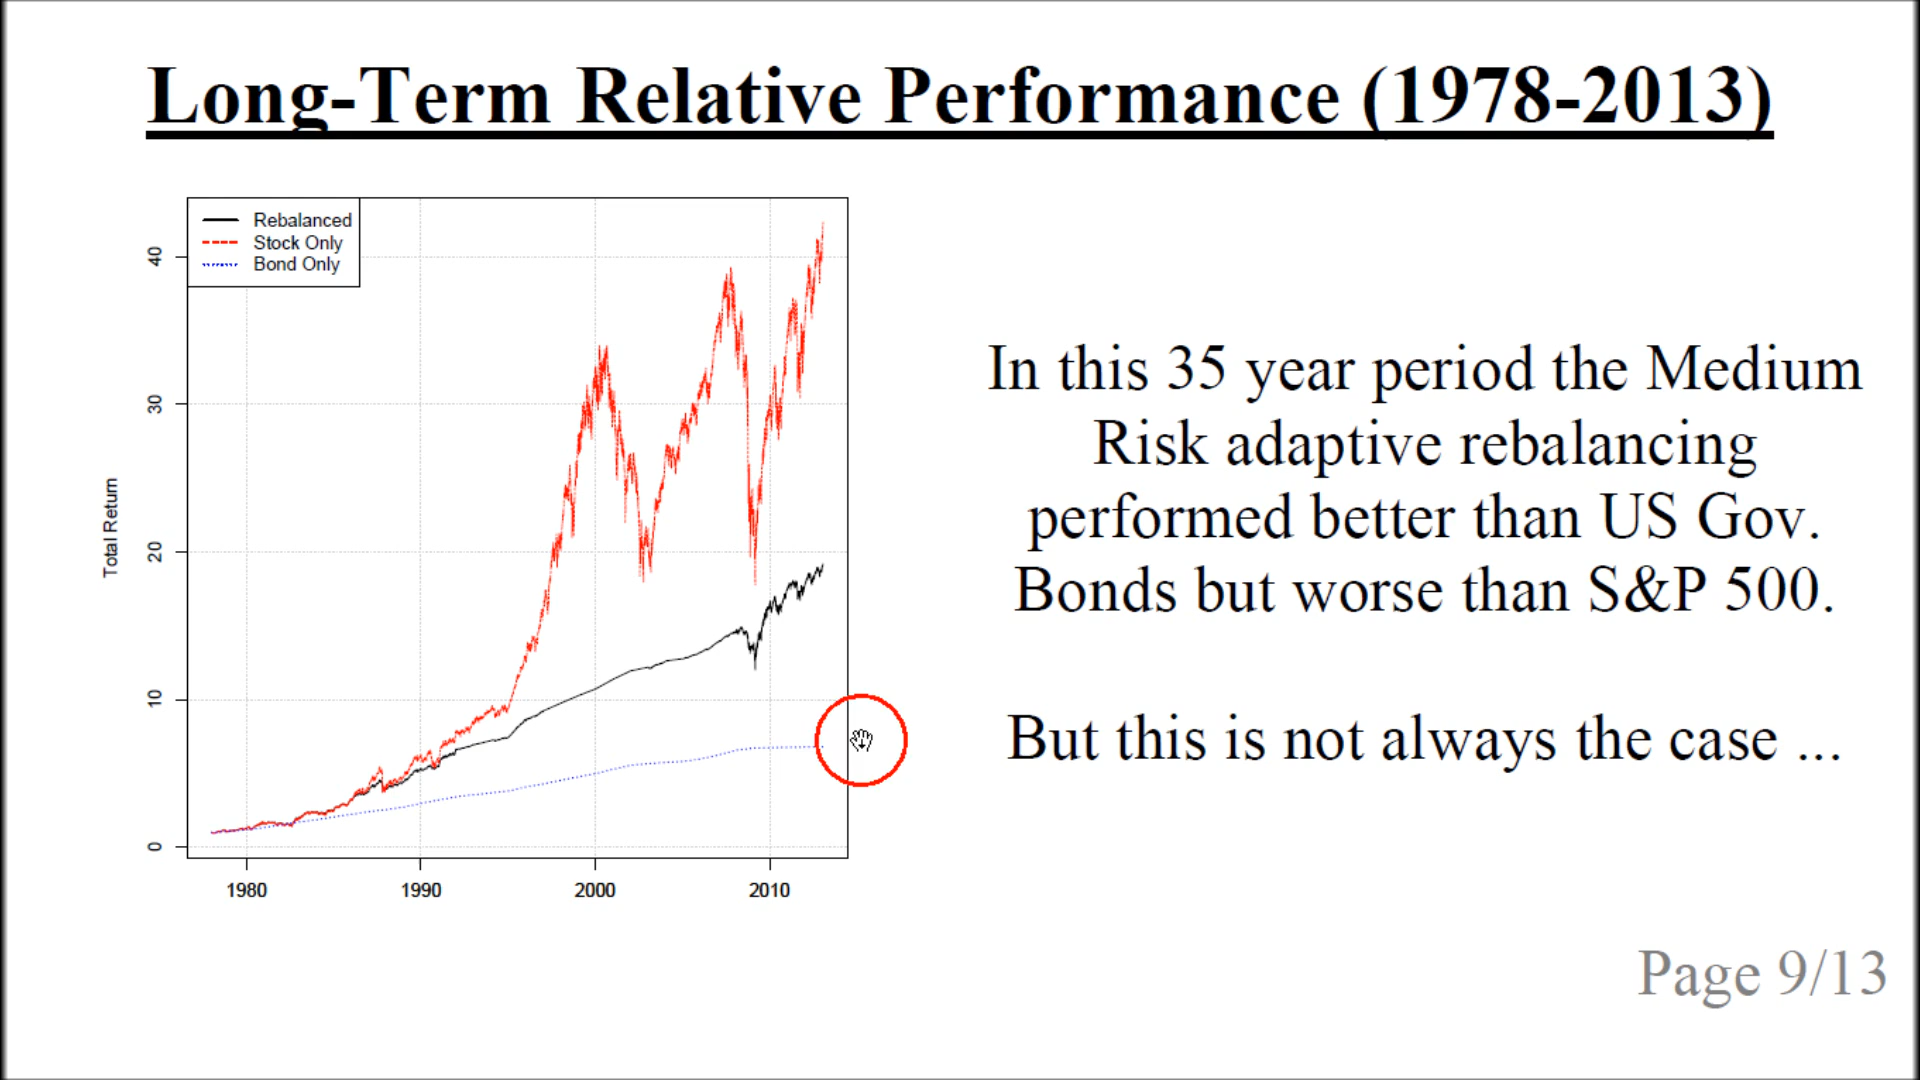 Long-Term Relative Performance (1978-2013)
Rebalanced
Stock Only
Bond Only
Total Return
40
30
20
10
0
1980 1990 2000 2010
In this 35 year period the Medium
Risk adaptive rebalancing
performed better than US Gov.
Bonds but worse than S&P 500.
But this is not always the case ...
Page 9/13